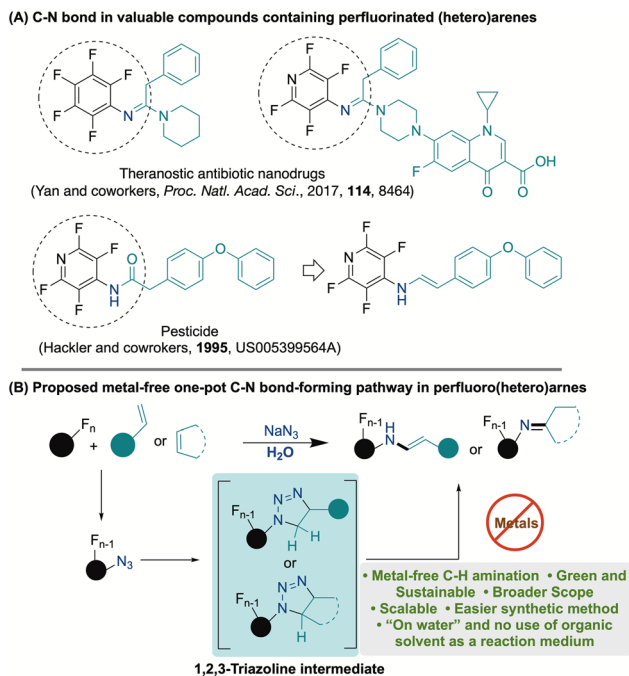 (A) C-N bond in valuable compounds containing perfluorinated (hetero)arenes
F
F F
F N N
F
F
N F
F N N
F
N
N
F
O O
OH
Theranostic antibiotic nanodrugs
(Yan and coworkers, Proc. Natl. Acad. Sci., 2017, 114, 8464)
F
N F O O
F N
H
F
F
N F O
F N
H
F
Pesticide
(Hackler and cowrokers, 1995, US005399564A)
(B) Proposed metal-free one-pot C-N bond-forming pathway in perfluoro(hetero)arnes
Fn + or
NaN3
H2O
Fn-1 H N or Fn-1 N
Fn-1 N3
N=N
Fn-1 N
H H
or
N=N
Fn-1 N
H
Metals
• Metal-free C-H amination • Green and
Sustainable • Broader Scope
• Scalable • Easier synthetic method
• “On water” and no use of organic
solvent as a reaction medium
1,2,3-Triazoline intermediate